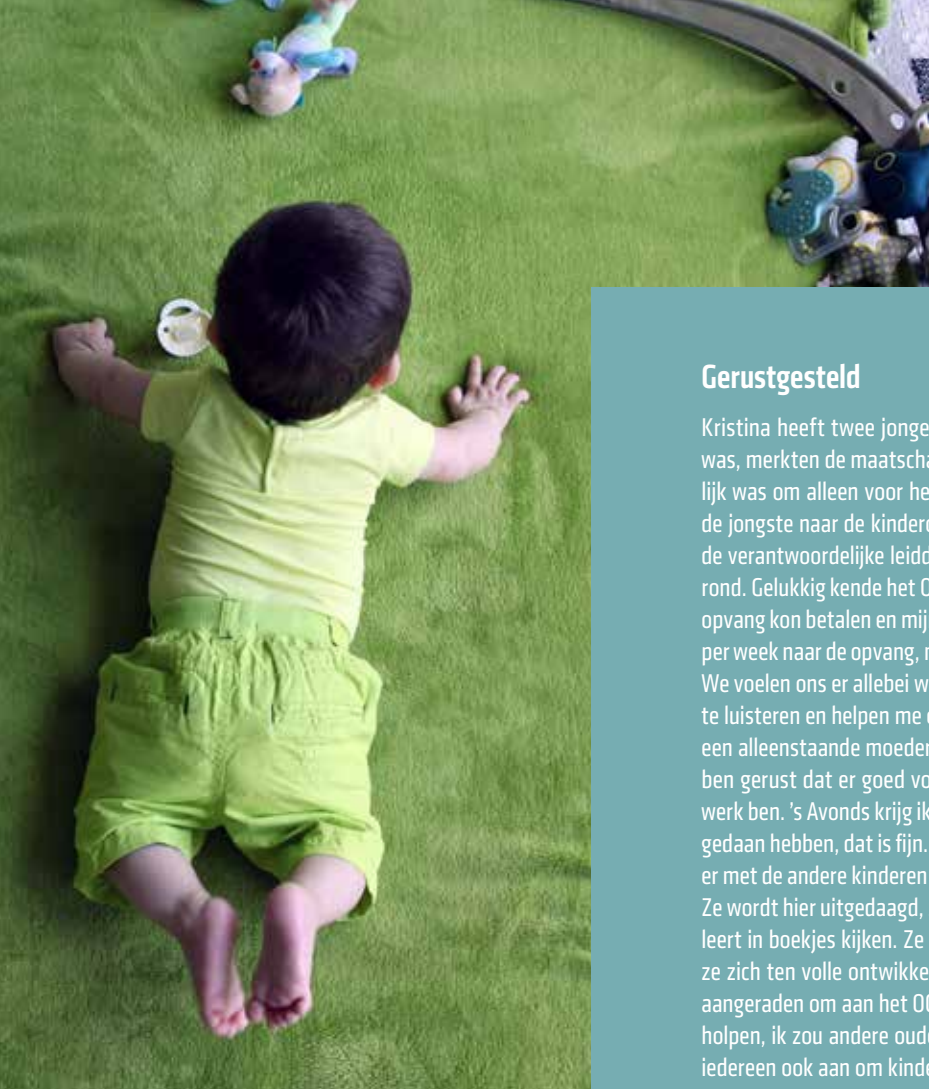 Gerustgesteld
Kristina heeft twee jonge
was, merkten de maatscha
lijk was om alleen voor he
de jongste naar de kinder
de verantwoordelijke leidd
rond. Gelukkig kende het O
opvang kon betalen en mij
per week naar de opvang, m
We voelen ons er allebei w
te luisteren en helpen me
een alleenstaande moeder
ben gerust dat er goed vo
werk ben. 's Avonds krijg ik
gedaan hebben, dat is fijn.
er met de andere kinderen
Ze wordt hier uitgedaagd,
leert in boekjes kijken. Ze
ze zich ten volle ontwikke
aangeraden om aan het OC
holpen, ik zou andere oude
iedereen ook aan om kinde